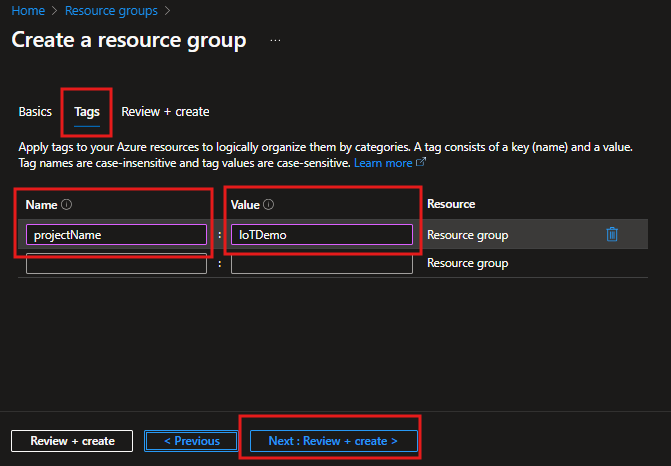 Home > Resource groups >
Create a resource group ...
Basics Tags Review + create
Apply tags to your Azure resources to logically organize them by categories. A tag consists of a key (name) and a value.
Tag names are case-insensitive and tag values are case-sensitive. Learn more
Name Value Resource
projectName : IoTDemo Resource group
: Resource group
Review + create < Previous Next : Review + create >